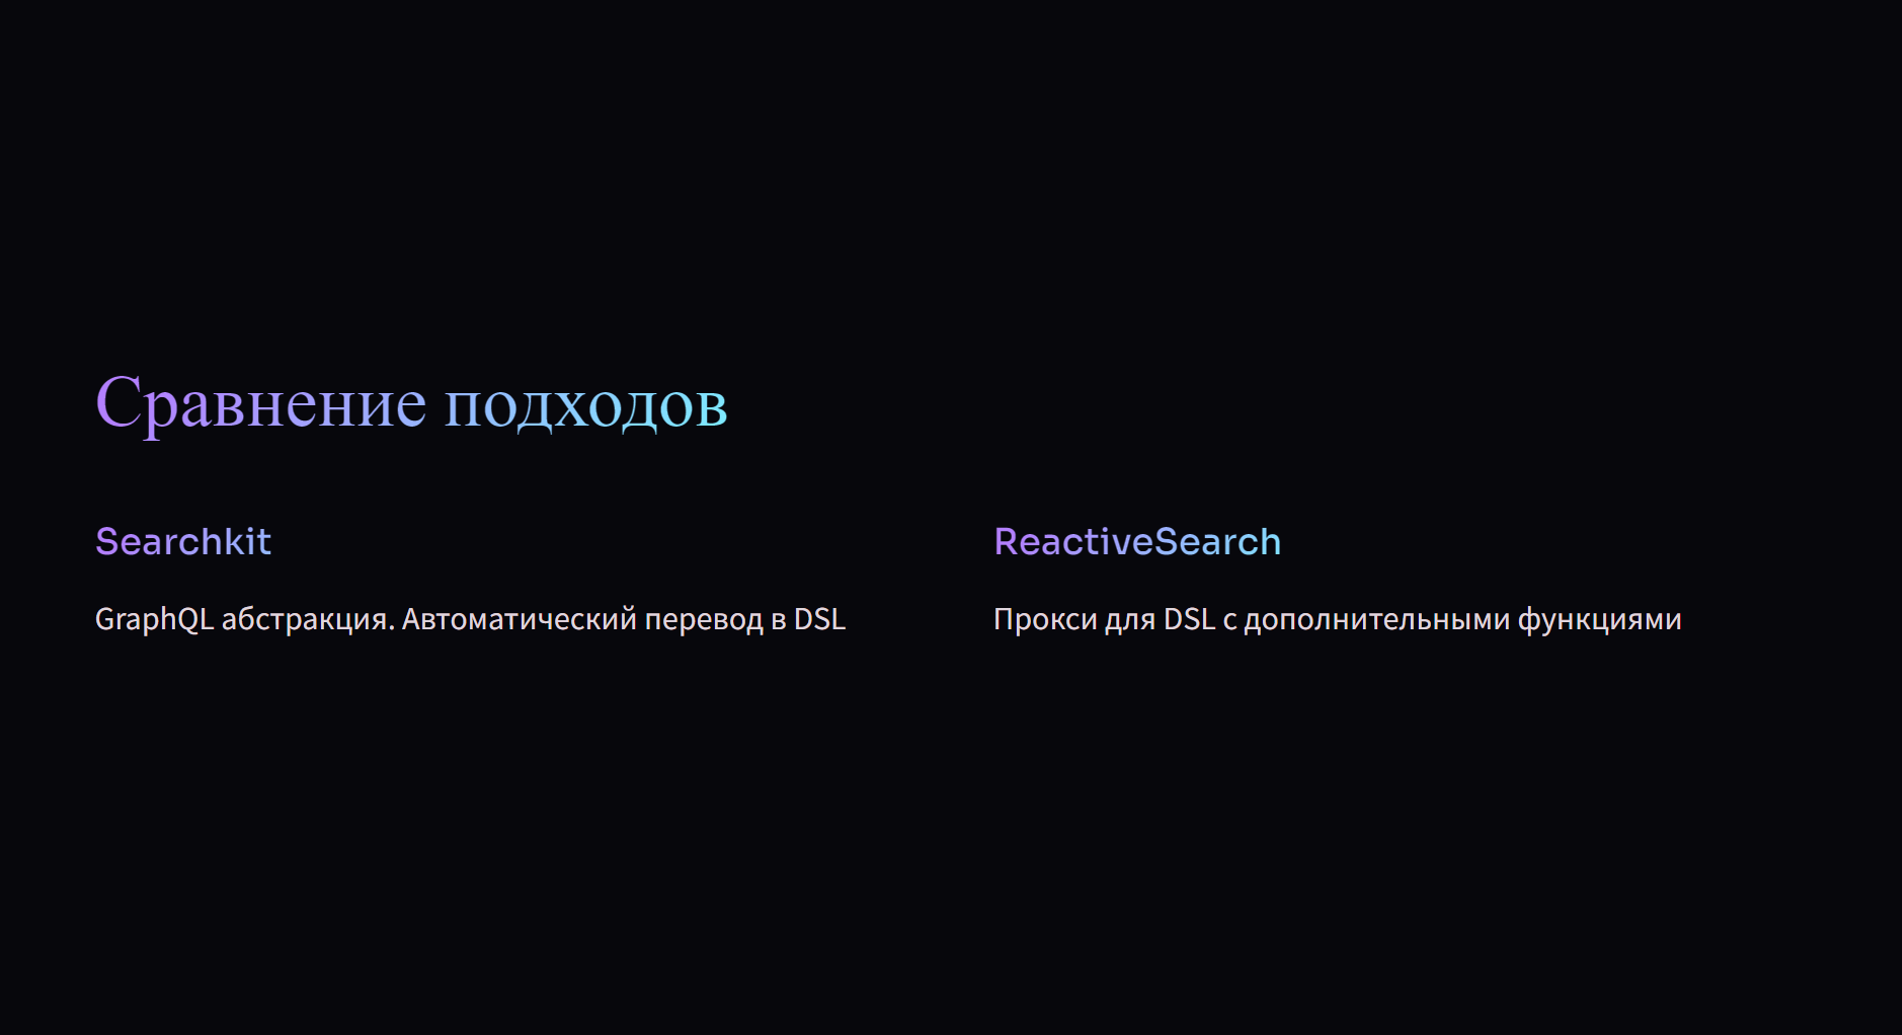 Сравнение подходов
Searchkit
GraphQL абстракция. Автоматический перевод в DSL
ReactiveSearch
Прокси для DSL с дополнительными функциями